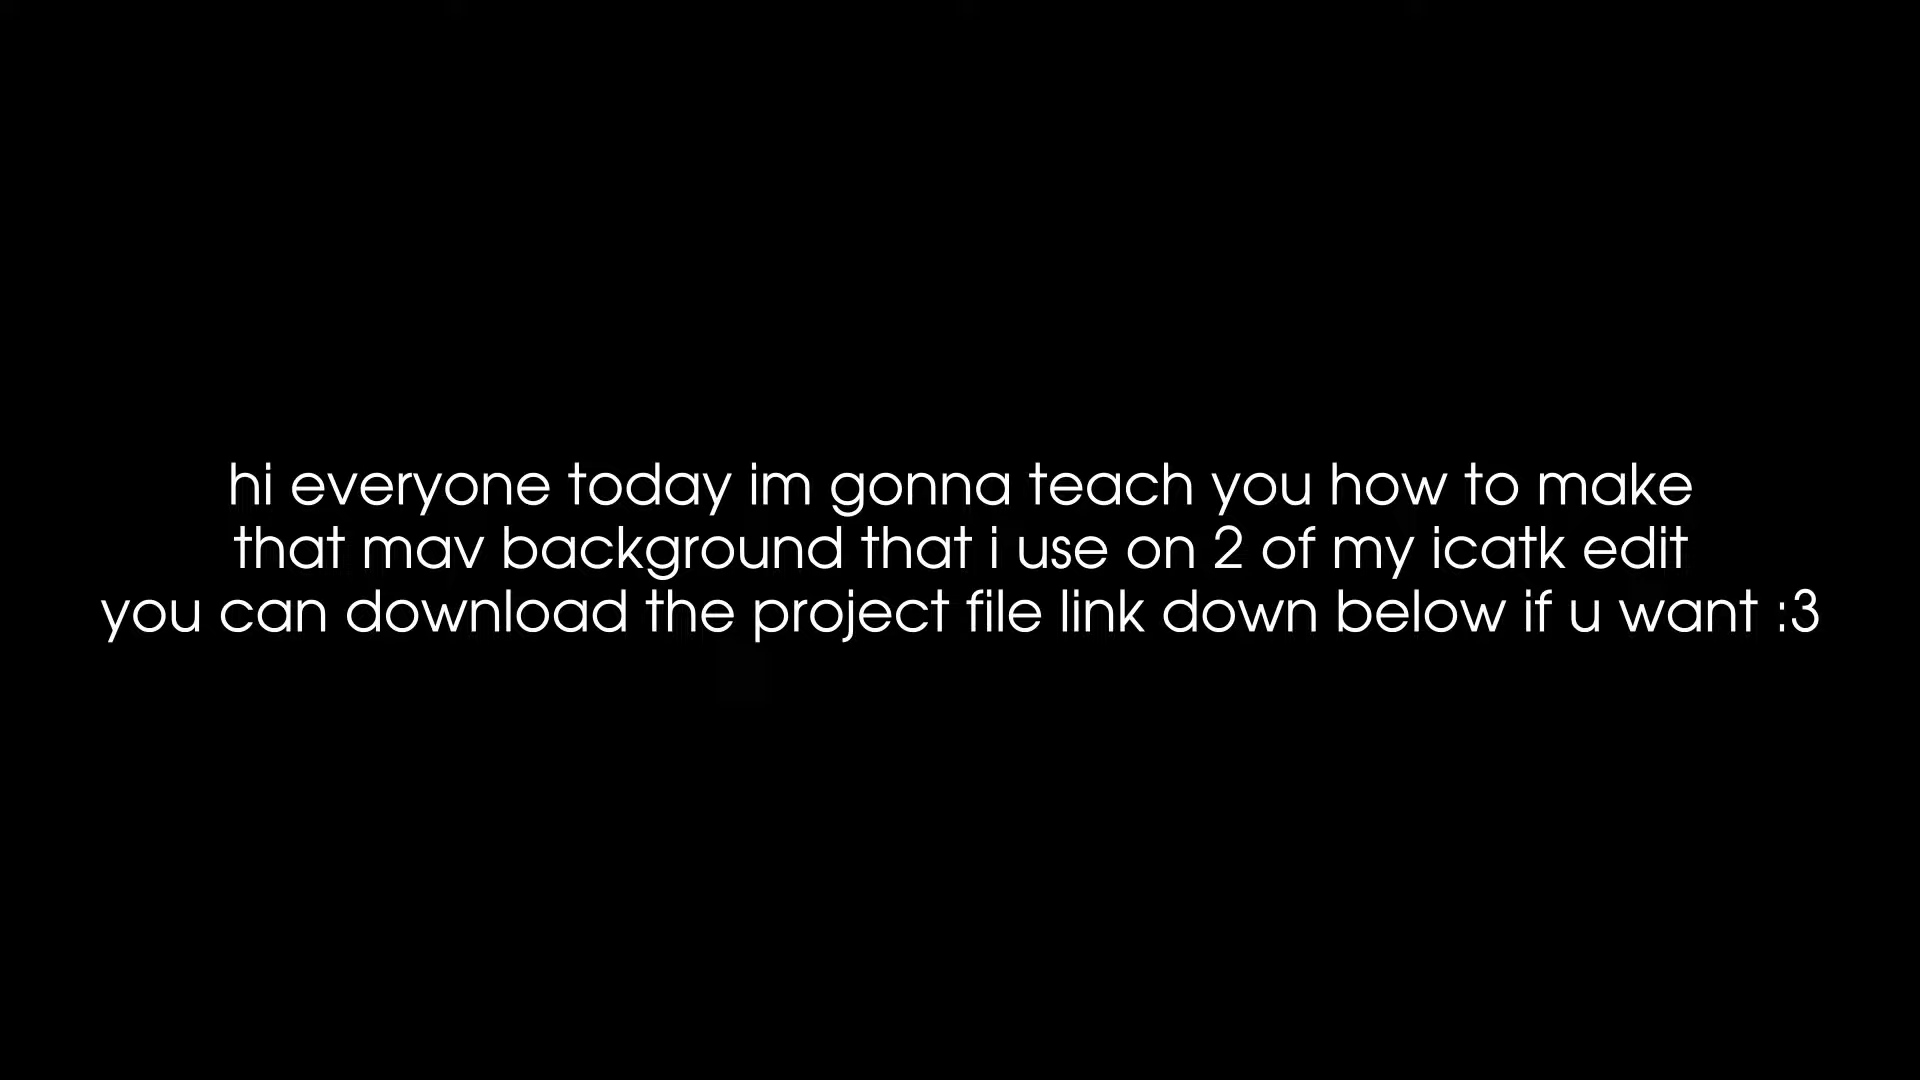 hi everyone today im gonna teach you how to make
that mav background that i use on 2 of my icatk edit
you can download the project file link down below if u want :3